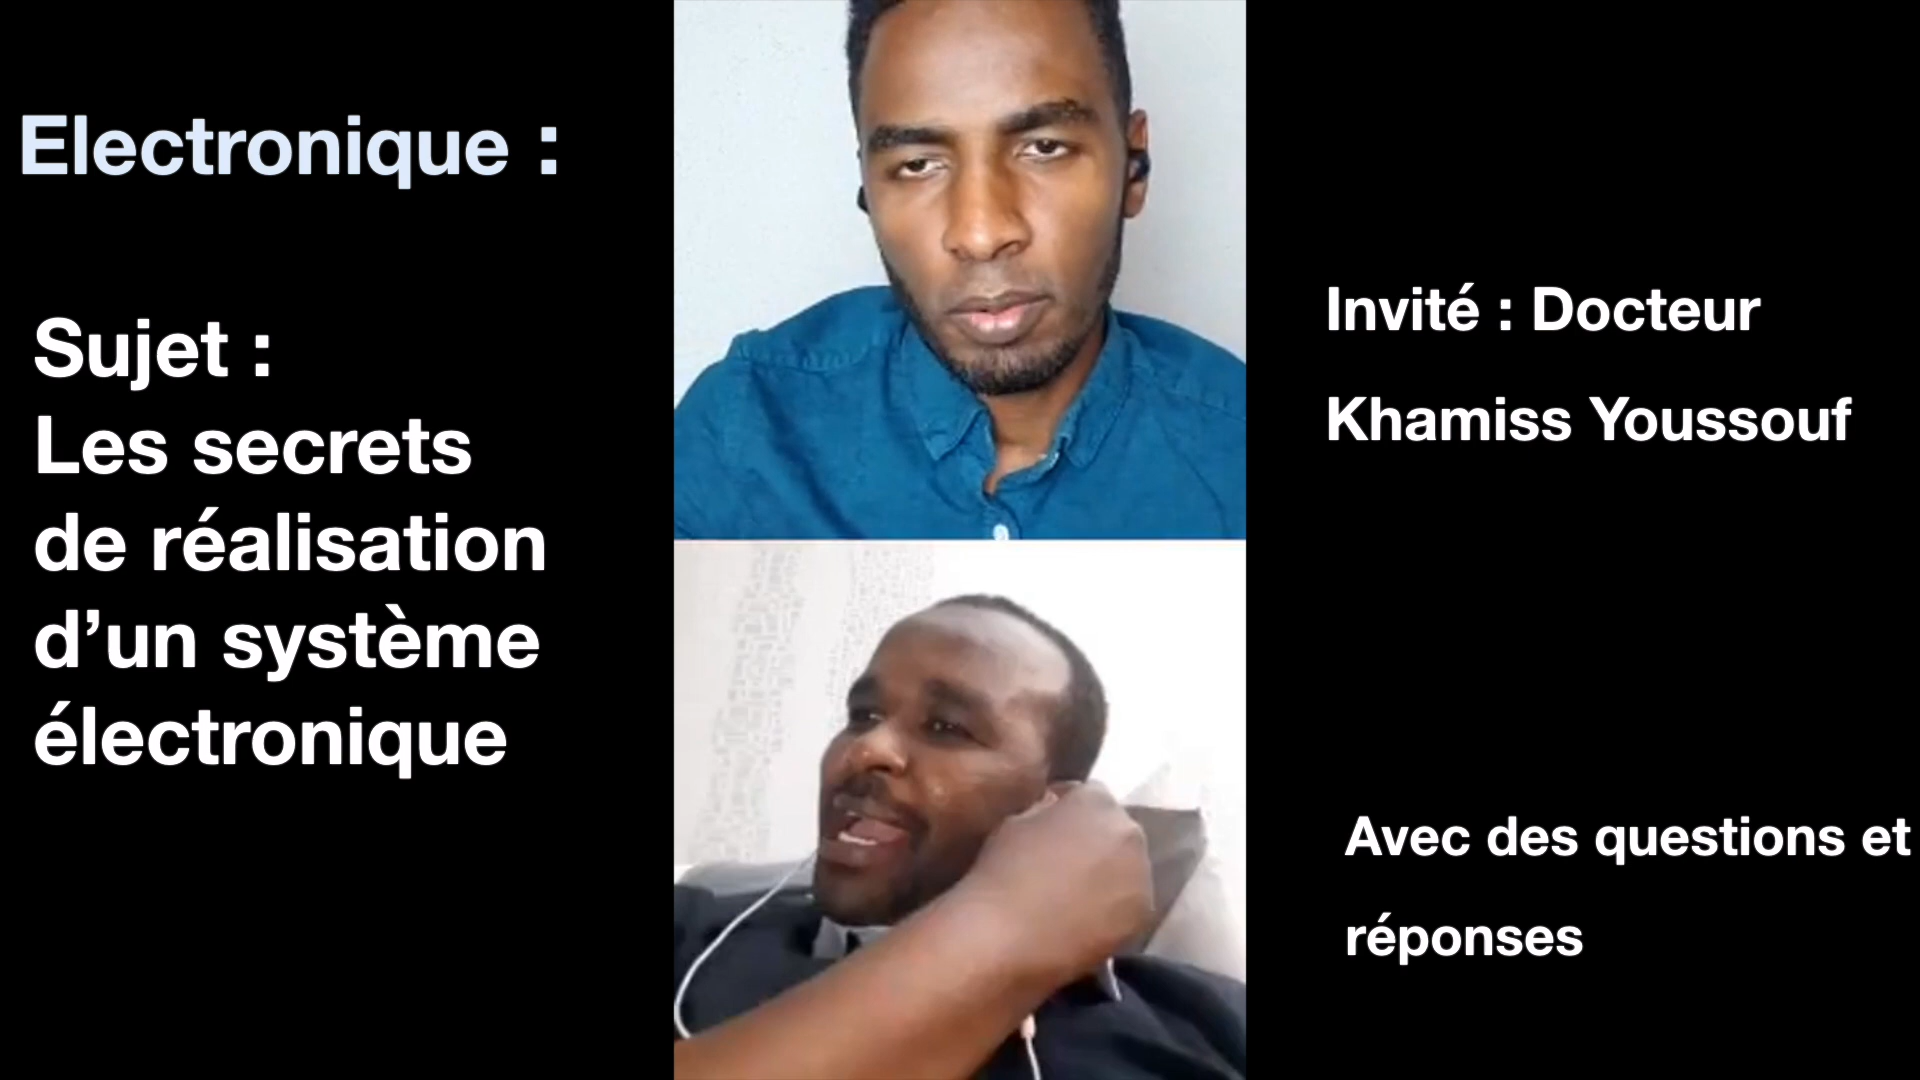 Electronique :
Sujet :
Les secrets
de réalisation
d’un système
électronique
Invité : Docteur
Khamiss Youssouf
Avec des questions et
réponses